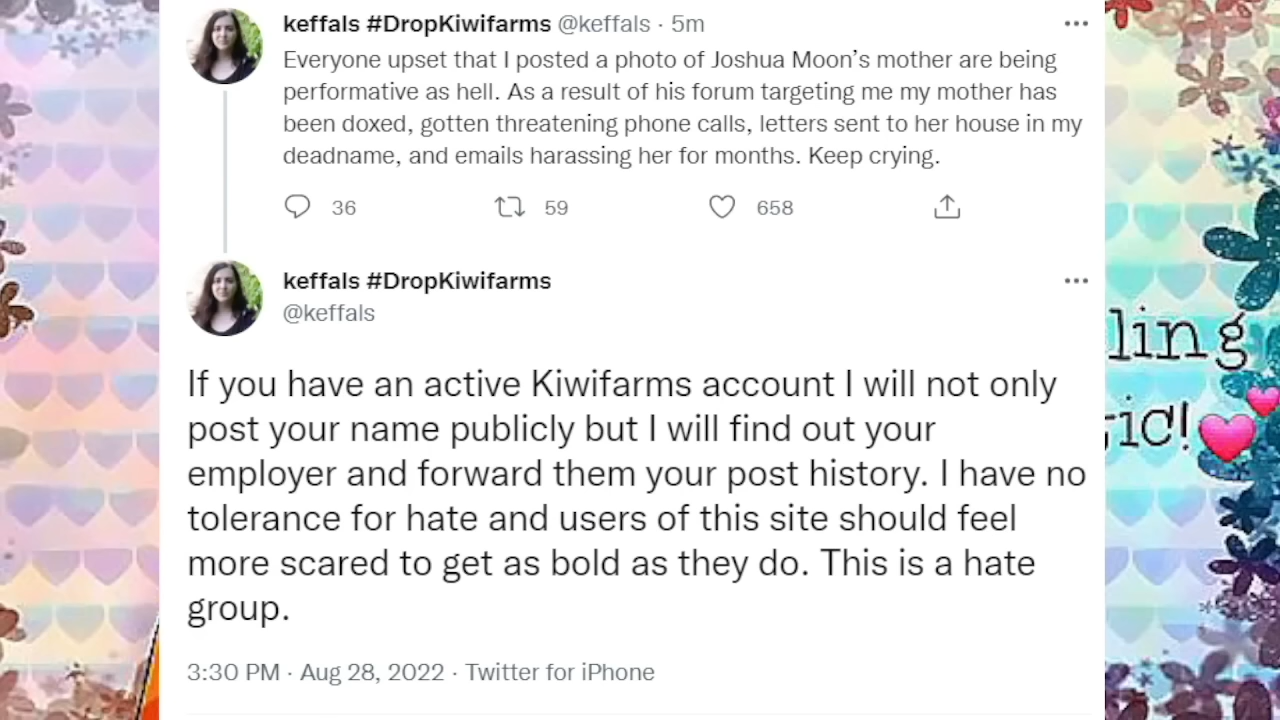 keffals #DropKiwifarms @keffals · 5m
Everyone upset that I posted a photo of Joshua Moon’s mother are being
performative as hell. As a result of his forum targeting me my mother has
been doxed, gotten threatening phone calls, letters sent to her house in my
deadname, and emails harassing her for months. Keep crying.
36 59 658
keffals #DropKiwifarms
@keffals
If you have an active Kiwifarms account I will not only
post your name publicly but I will find out your
employer and forward them your post history. I have no
tolerance for hate and users of this site should feel
more scared to get as bold as they do. This is a hate
group.
3:30 PM · Aug 28, 2022 · Twitter for iPhone
ling
ic!